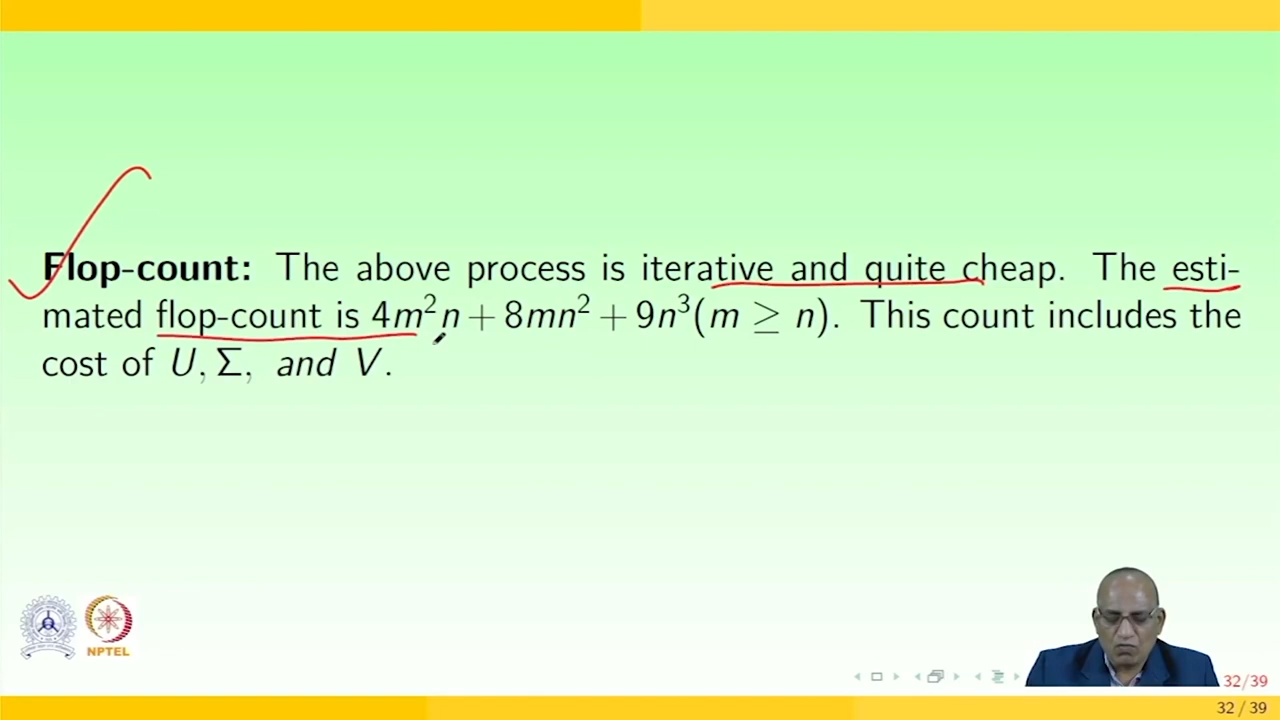 Flop-count: The above process is iterative and quite cheap. The esti-
mated flop-count is 4m²n + 8mn² + 9n³(m ≥ n). This count includes the
cost of U, Σ, and V.
NPTEL
32/39
32 / 39